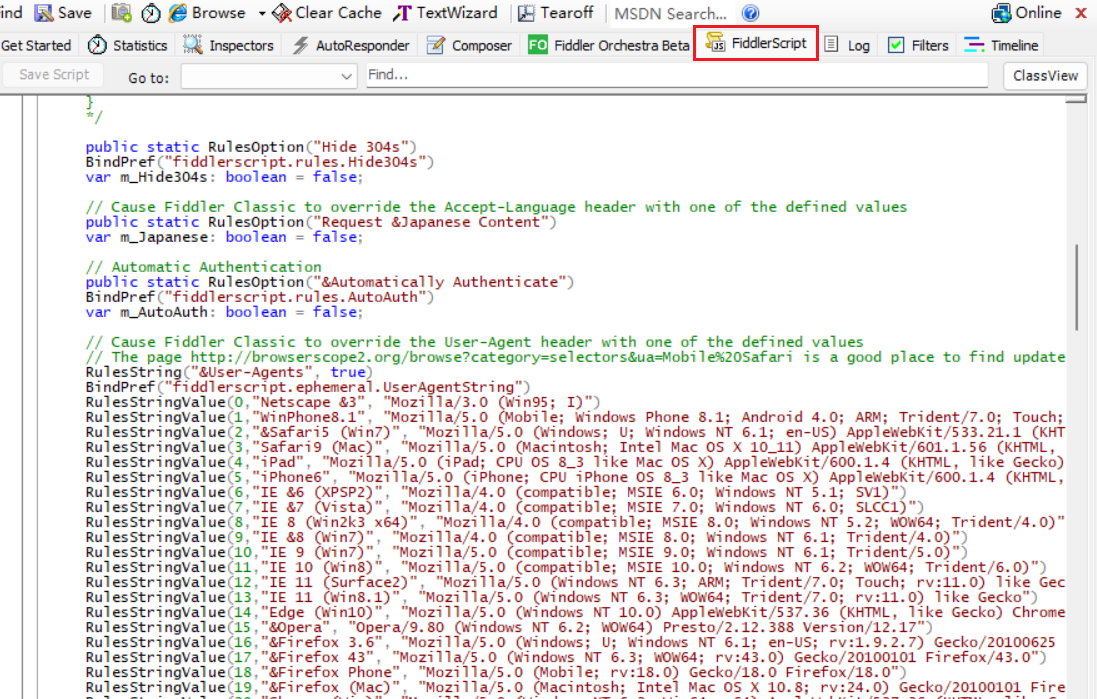 ind Save Browse Clear Cache TextWizard Tearoff MSDN Search... Online
Get Started Statistics Inspectors AutoResponder Composer FO Fiddler Orchestra Beta JS FiddlerScript Log Filters Timeline
Save Script Go to: Find... ClassView
}
*/
public static RulesOption("Hide 304s")
BindPref("fiddlerscript.rules.Hide304s")
var m_Hide304s: boolean = false;
// Cause Fiddler Classic to override the Accept-Language header with one of the defined values
public static RulesOption("Request &Japanese Content")
var m_Japanese: boolean = false;
// Automatic Authentication
public static RulesOption("&Automatically Authenticate")
BindPref("fiddlerscript.rules.AutoAuth")
var m_AutoAuth: boolean = false;
// Cause Fiddler Classic to override the User-Agent header with one of the defined values
// The page http://browserscope2.org/browse?category=selectors&ua=Mobile%20Safari is a good place to find update
RulesString("&User-Agents", true)
BindPref("fiddlerscript.ephemeral.UserAgentString")
RulesStringValue(0,"Netscape &3", "Mozilla/3.0 (Win95; I)")
RulesStringValue(1,"WinPhone8.1", "Mozilla/5.0 (Mobile; Windows Phone 8.1; Android 4.0; ARM; Trident/7.0; Touch;
RulesStringValue(2,"&Safari5 (Win7)", "Mozilla/5.0 (Windows; U; Windows NT 6.1; en-US) AppleWebKit/533.21.1 (KHT
RulesStringValue(3,"Safari9 (Mac)", "Mozilla/5.0 (Macintosh; Intel Mac OS X 10_11) AppleWebKit/601.1.56 (KHTML,
RulesStringValue(4,"iPad", "Mozilla/5.0 (iPad; CPU OS 8_3 like Mac OS X) AppleWebKit/600.1.4 (KHTML, like Gecko)
RulesStringValue(5,"iPhone6", "Mozilla/5.0 (iPhone; CPU iPhone OS 8_3 like Mac OS X) AppleWebKit/600.1.4 (KHTML,
RulesStringValue(6,"IE &6 (XPSP2)", "Mozilla/4.0 (compatible; MSIE 6.0; Windows NT 5.1; SV1)")
RulesStringValue(7,"IE &7 (Vista)", "Mozilla/4.0 (compatible; MSIE 7.0; Windows NT 6.0; SLCC1)")
RulesStringValue(8,"IE 8 (Win2k3 x64)", "Mozilla/4.0 (compatible; MSIE 8.0; Windows NT 5.2; WOW64; Trident/4.0)"
RulesStringValue(9,"IE &8 (Win7)", "Mozilla/4.0 (compatible; MSIE 8.0; Windows NT 6.1; Trident/4.0)")
RulesStringValue(10,"IE 9 (Win7)", "Mozilla/5.0 (compatible; MSIE 9.0; Windows NT 6.1; Trident/5.0)")
RulesStringValue(11,"IE 10 (Win8)", "Mozilla/5.0 (compatible; MSIE 10.0; Windows NT 6.2; WOW64; Trident/6.0)")
RulesStringValue(12,"IE 11 (Surface2)", "Mozilla/5.0 (Windows NT 6.3; ARM; Trident/7.0; Touch; rv:11.0) like Gec
RulesStringValue(13,"IE 11 (Win8.1)", "Mozilla/5.0 (Windows NT 6.3; WOW64; Trident/7.0; rv:11.0) like Gecko")
RulesStringValue(14,"Edge (Win10)", "Mozilla/5.0 (Windows NT 10.0) AppleWebKit/537.36 (KHTML, like Gecko) Chrome
RulesStringValue(15,"&Opera", "Opera/9.80 (Windows NT 6.2; WOW64) Presto/2.12.388 Version/12.17")
RulesStringValue(16,"&Firefox 3.6", "Mozilla/5.0 (Windows; U; Windows NT 6.1; en-US; rv:1.9.2.7) Gecko/20100625
RulesStringValue(17,"&Firefox 43", "Mozilla/5.0 (Windows NT 6.3; WOW64; rv:43.0) Gecko/20100101 Firefox/43.0")
RulesStringValue(18,"&Firefox Phone", "Mozilla/5.0 (Mobile; rv:18.0) Gecko/18.0 Firefox/18.0")
RulesStringValue(19,"&Firefox (Mac)", "Mozilla/5.0 (Macintosh; Intel Mac OS X 10.8; rv:24.0) Gecko/20100101 Fire